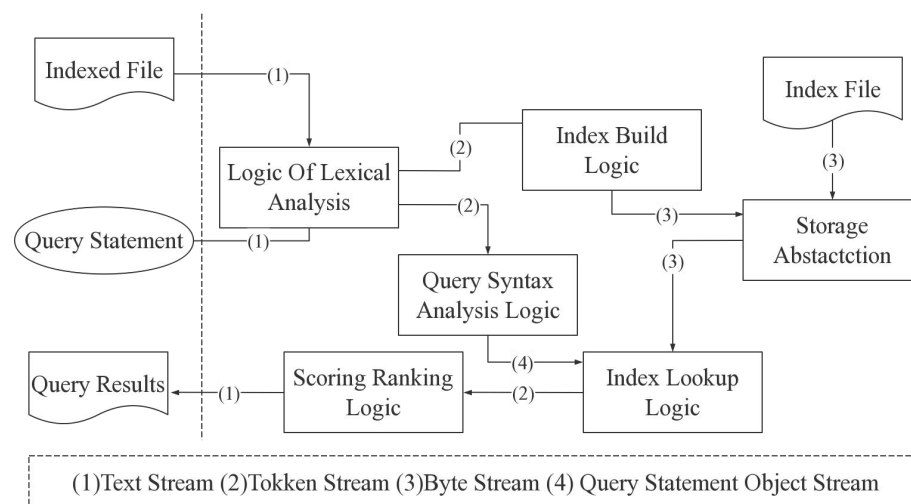 Indexed File
(1)
Index File
(3)
Logic Of Lexical
Analysis
(2)
Index Build
Logic
(2)
(3)
Query Statement
(1)
Storage
Abstactction
(3)
Query Syntax
Analysis Logic
(4)
Query Results
(1)
Scoring Ranking
Logic
(2)
Index Lookup
Logic
(1)Text Stream (2)Tokken Stream (3)Byte Stream (4) Query Statement Object Stream